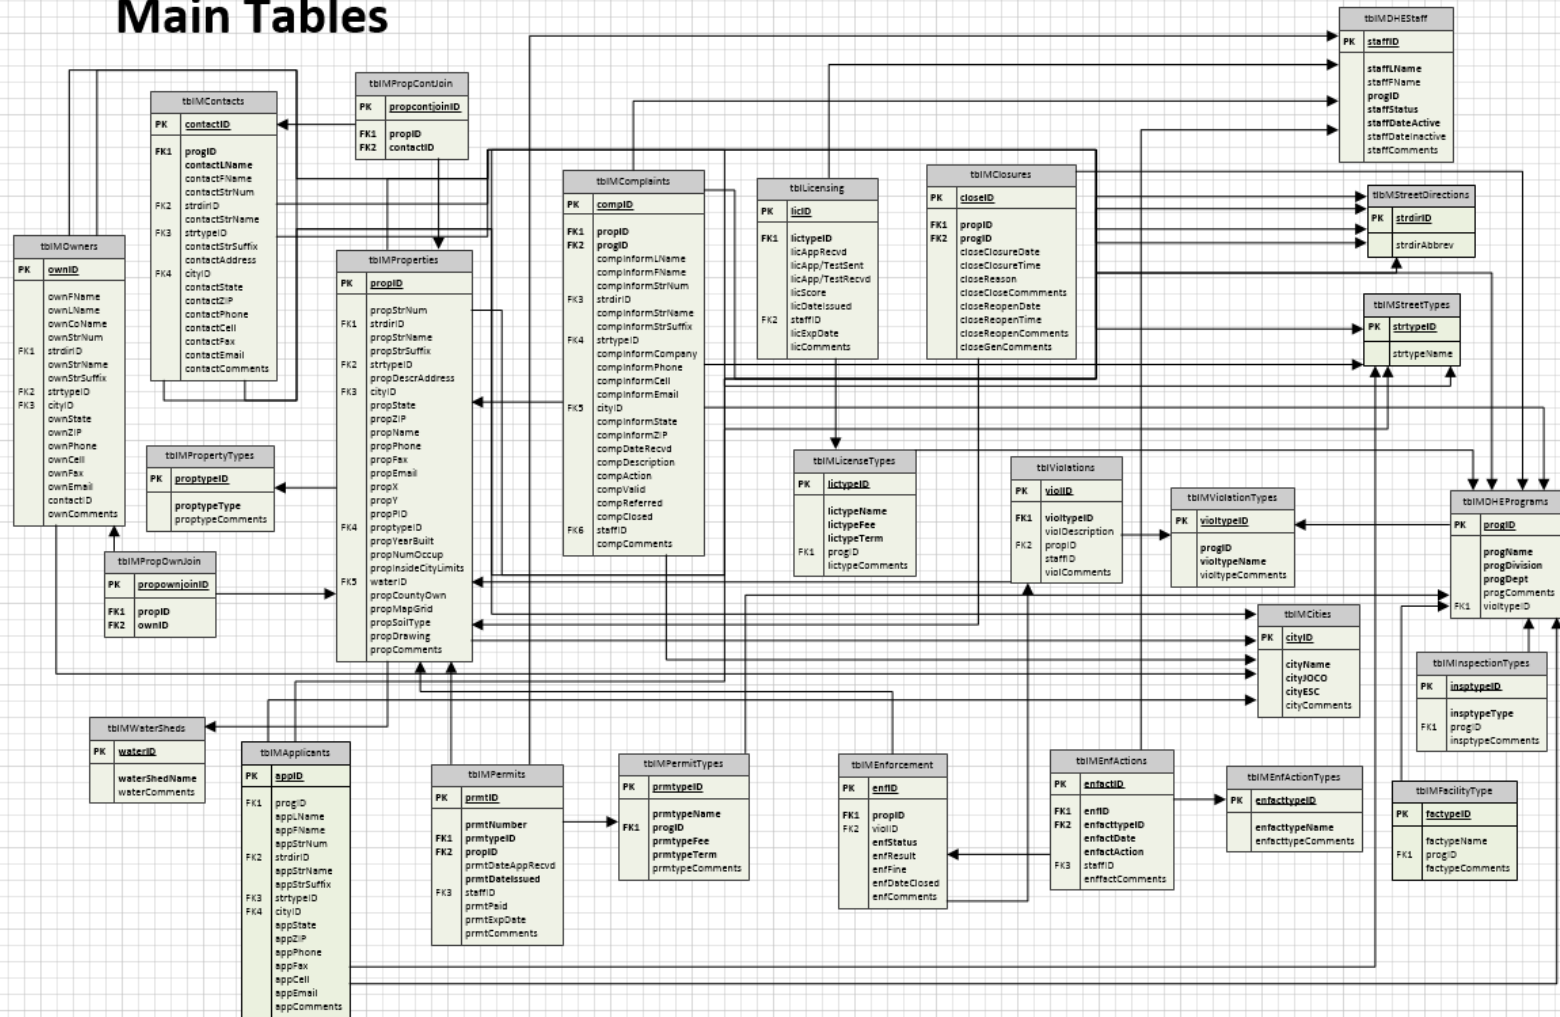 Main Tables
tblMDHEStaff
PK staffID
staffLName
staffFName
progID
staffStatus
staffDateActive
staffDateInactive
staffComments
tblMPropContJoin
PK propcontjoinID
FK1 propID
FK2 contactID
tblMContacts
PK contactID
FK1 progID
contactLName
contactFName
contactStrNum
FK2 strdirID
contactStrName
FK3 strtypeID
contactStrSuffix
contactAddress
FK4 cityID
contactState
contactZIP
contactPhone
contactCell
contactFax
contactEmail
contactComments
tblMComplaints
PK compID
FK1 propID
FK2 progID
compInformLName
compInformFName
compInformStrNum
FK3 strdirID
compInformStrName
compInformStrSuffix
FK4 strtypeID
compInformCompany
compInformPhone
compInformCell
compInformEmail
FK5 cityID
compInformState
compInformZIP
compDateRecvd
compDescription
compAction
compValid
compReferred
compClosed
FK6 staffID
compComments
tblLicensing
PK licID
FK1 lictypeID
licAppRecvd
licApp/TestSent
licApp/TestRecvd
licScore
licDateIssued
FK2 staffID
licExpDate
licComments
tblMClosures
PK closeID
FK1 propID
FK2 progID
closeClosureDate
closeClosureTime
closeReason
closeCloseCommments
closeReopenDate
closeReopenTime
closeReopenComments
closeGenComments
tblMStreetDirections
PK strdirID
strdirAbbrev
tblMStreetTypes
PK strtypeID
strtypeName
tblMOwners
PK ownID
ownFName
ownLName
ownCoName
ownStrNum
FK1 strdirID
ownStrName
ownStrSuffix
FK2 strtypeID
FK3 cityID
ownState
ownZIP
ownPhone
ownCell
ownFax
ownEmail
contactID
ownComments
tblMProperties
PK propID
propStrNum
FK1 strdirID
propStrName
propStrSuffix
FK2 strtypeID
propDescrAddress
FK3 cityID
propState
propZIP
propName
propPhone
propFax
propEmail
propX
propY
propPID
FK4 proptypeID
propYearBuilt
propNumOccup
propInsideCityLimits
FK5 waterID
propCountyOwn
propMapGrid
propSoilType
propDrawing
propComments
tblMPropertyTypes
PK proptypeID
proptypeType
proptypeComments
tblMPropOwnJoin
PK propownjoinID
FK1 propID
FK2 ownID
tblMLicenseTypes
PK lictypeID
lictypeName
lictypeFee
lictypeTerm
FK1 progID
lictypeComments
tblViolations
PK violID
FK1 violtypeID
violDescription
FK2 propID
staffID
violComments
tblMViolationTypes
PK violtypeID
progID
violtypeName
violtypeComments
tblMDHEPrograms
PK progID
progName
progDivision
progDept
progComments
FK1 violtypeID
tblMCities
PK cityID
cityName
cityJOCO
cityESC
cityComments
tblMInspectionTypes
PK insptypeID
insptypeType
FK1 progID
insptypeComments
tblMWaterSheds
PK waterID
waterShedName
waterComments
tblMApplicants
PK appID
FK1 progID
appLName
appFName
appStrNum
FK2 strdirID
appStrName
appStrSuffix
FK3 strtypeID
FK4 cityID
appState
appZIP
appPhone
appFax
appCell
appEmail
appComments
tblMPermits
PK prmtID
prmtNumber
FK1 prmtypeID
FK2 propID
prmtDateAppRecvd
prmtDateIssued
FK3 staffID
prmtPaid
prmtExpDate
prmtComments
tblMPermitTypes
PK prmtypeID
prmtypeName
FK1 progID
prmtypeFee
prmtypeTerm
prmtypeComments
tblMEnforcement
PK enfID
FK1 propID
FK2 violID
enfStatus
enfResult
enfFine
enfDateClosed
enfComments
tblMEnfActions
PK enfactID
FK1 enfID
FK2 enfacttypeID
enfactDate
enfactAction
FK3 staffID
enffactComments
tblMEnfActionTypes
PK enfacttypeID
enfacttypeName
enfacttypeComments
tblMFacilityType
PK factypeID
factypeName
FK1 progID
factypeComments